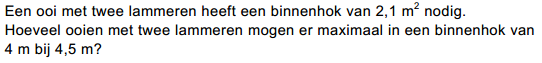 Een ooi met twee lammeren heeft een binnenhok van 2,1 m² nodig.
Hoeveel ooien met twee lammeren mogen er maximaal in een binnenhok van
4 m bij 4,5 m?